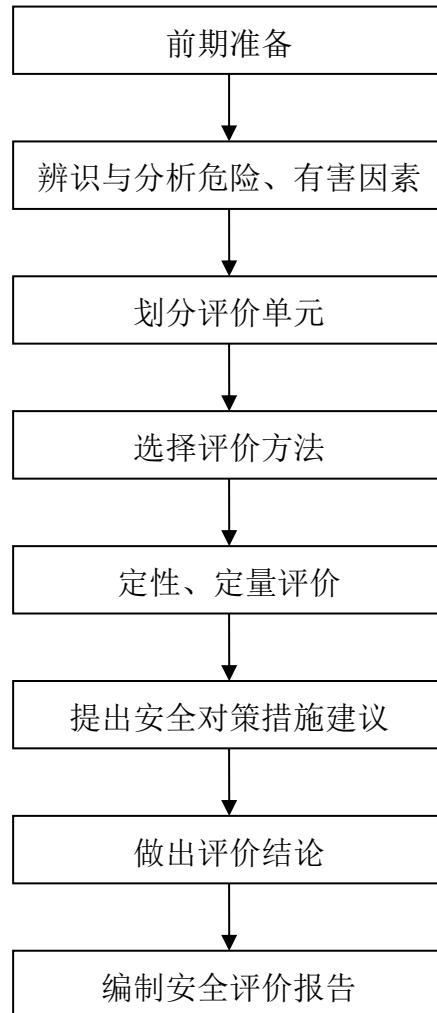 前期准备
辨识与分析危险、有害因素
划分评价单元
选择评价方法
定性、定量评价
提出安全对策措施建议
做出评价结论
编制安全评价报告